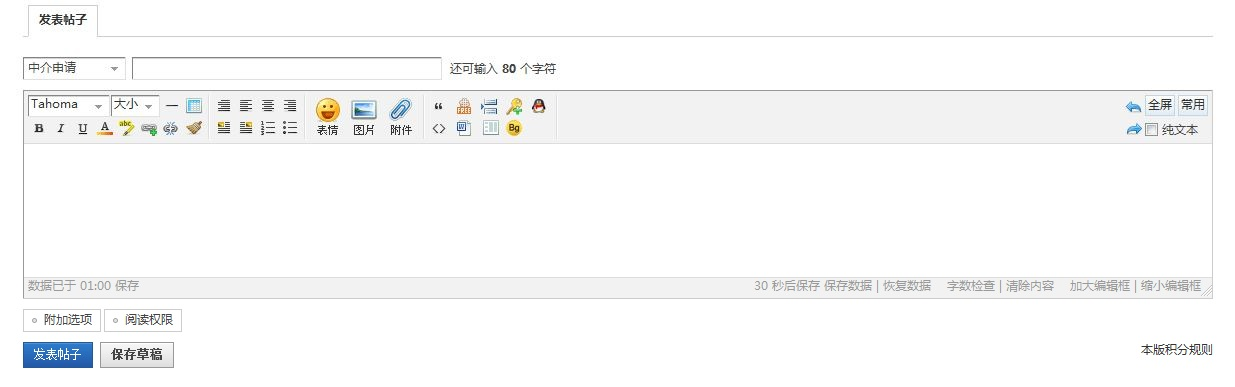 发表帖子
中介申请 还可输入 80 个字符
Tahoma 大小 全屏 常用
B I U A abc 表情 图片 附件 <> W Bg 纯文本
数据已于 01:00 保存 30 秒后保存 保存数据 | 恢复数据 字数检查 | 清除内容 加大编辑框 | 缩小编辑框
附加选项 阅读权限
发表帖子 保存草稿 本版积分规则